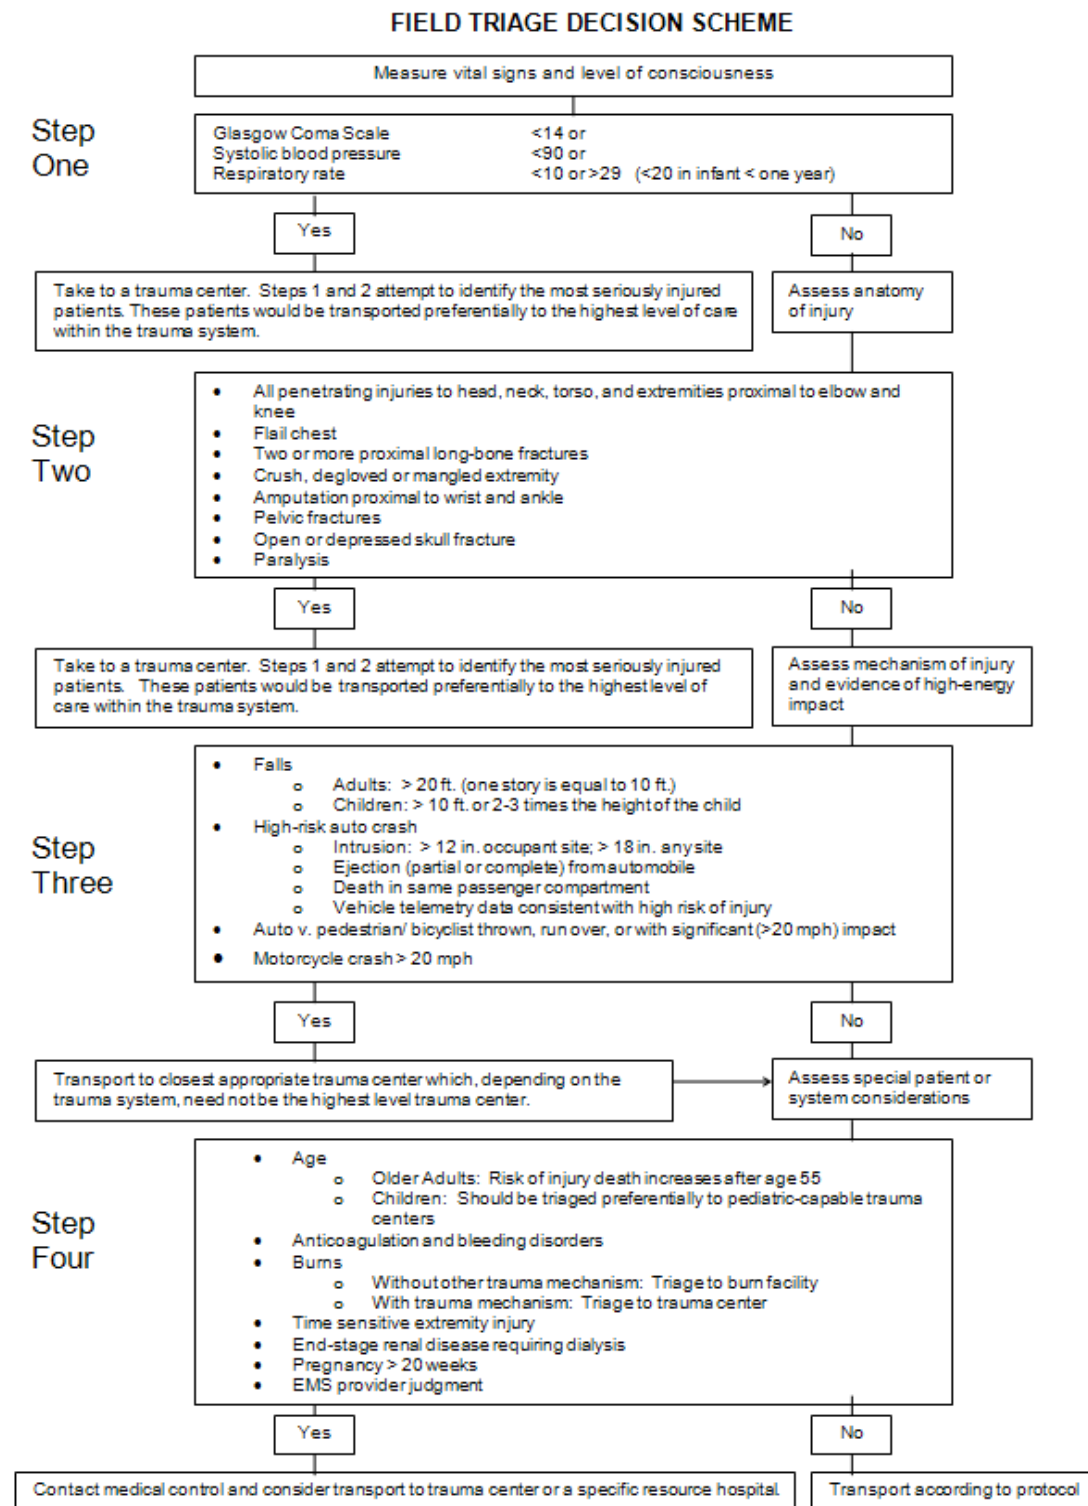 FIELD TRIAGE DECISION SCHEME
Measure vital signs and level of consciousness
Step
One
Glasgow Coma Scale <14 or
Systolic blood pressure <90 or
Respiratory rate <10 or >29 (<20 in infant < one year)
Yes
No
Take to a trauma center. Steps 1 and 2 attempt to identify the most seriously injured
patients. These patients would be transported preferentially to the highest level of care
within the trauma system.
Assess anatomy
of injury
Step
Two
• All penetrating injuries to head, neck, torso, and extremities proximal to elbow and
knee
• Flail chest
• Two or more proximal long-bone fractures
• Crush, degloved or mangled extremity
• Amputation proximal to wrist and ankle
• Pelvic fractures
• Open or depressed skull fracture
• Paralysis
Yes
No
Take to a trauma center. Steps 1 and 2 attempt to identify the most seriously injured
patients. These patients would be transported preferentially to the highest level of
care within the trauma system.
Assess mechanism of injury
and evidence of high-energy
impact
Step
Three
• Falls
o Adults: > 20 ft. (one story is equal to 10 ft.)
o Children: > 10 ft. or 2-3 times the height of the child
• High-risk auto crash
o Intrusion: > 12 in. occupant site; > 18 in. any site
o Ejection (partial or complete) from automobile
o Death in same passenger compartment
o Vehicle telemetry data consistent with high risk of injury
• Auto v. pedestrian/ bicyclist thrown, run over, or with significant (>20 mph) impact
• Motorcycle crash > 20 mph
Yes
No
Transport to closest appropriate trauma center which, depending on the
trauma system, need not be the highest level trauma center.
Assess special patient or
system considerations
Step
Four
• Age
o Older Adults: Risk of injury death increases after age 55
o Children: Should be triaged preferentially to pediatric-capable trauma
centers
• Anticoagulation and bleeding disorders
• Burns
o Without other trauma mechanism: Triage to burn facility
o With trauma mechanism: Triage to trauma center
• Time sensitive extremity injury
• End-stage renal disease requiring dialysis
• Pregnancy > 20 weeks
• EMS provider judgment
Yes
No
Contact medical control and consider transport to trauma center or a specific resource hospital
Transport according to protocol